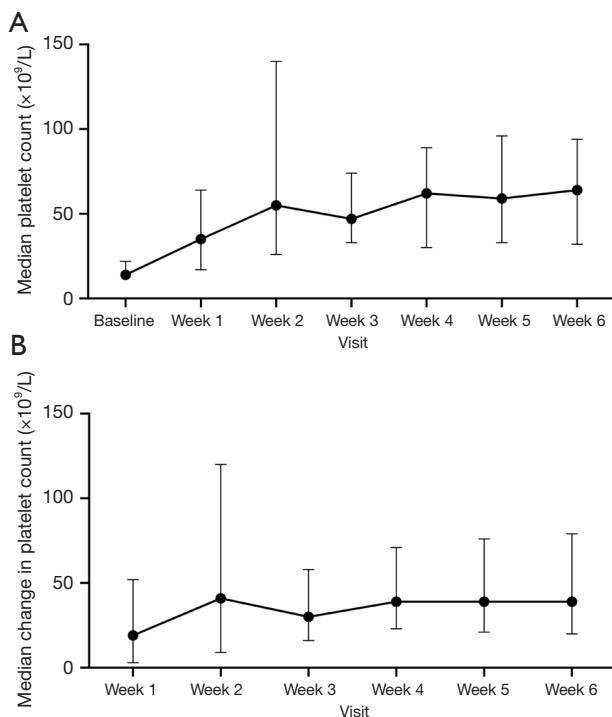 A
Median platelet count (×10⁹/L)
150
100
50
0
Baseline Week 1 Week 2 Week 3 Week 4 Week 5 Week 6
Visit
B
Median change in platelet count (×10⁹/L)
150
100
50
0
Week 1 Week 2 Week 3 Week 4 Week 5 Week 6
Visit